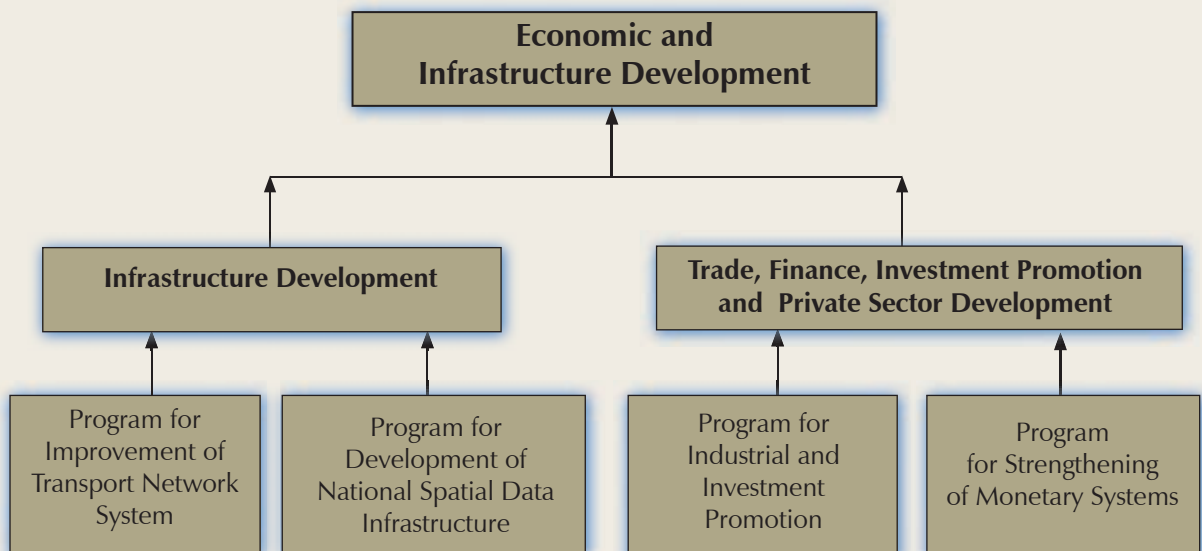 Economic and
Infrastructure Development
Infrastructure Development
Trade, Finance, Investment Promotion
and Private Sector Development
Program for
Improvement of
Transport Network
System
Program for
Development of
National Spatial Data
Infrastructure
Program for
Industrial and
Investment
Promotion
Program
for Strengthening
of Monetary Systems